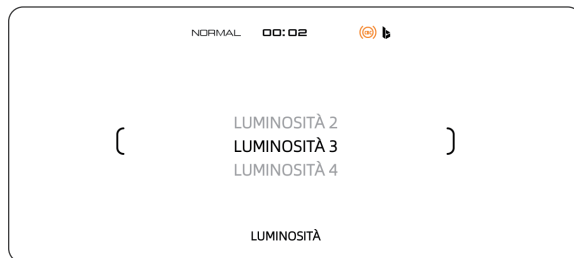 NORMAL 00:02
LUMINOSITÀ 2
LUMINOSITÀ 3
LUMINOSITÀ 4
LUMINOSITÀ